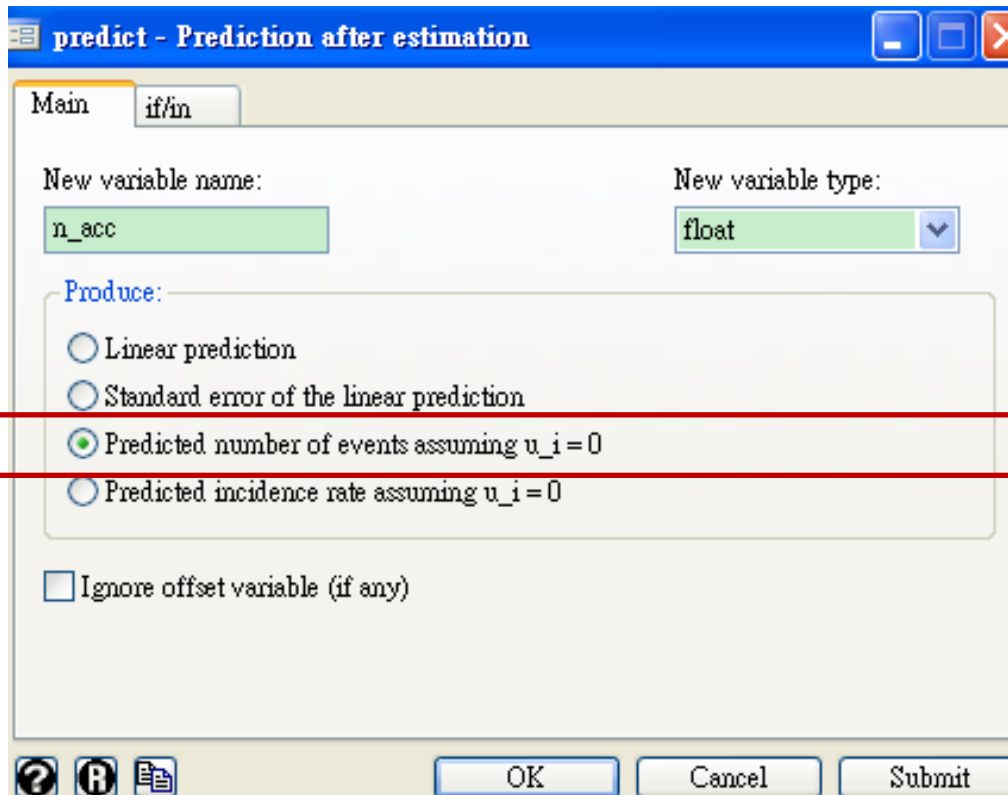 predict - Prediction after estimation
Main
if/in
New variable name:
New variable type:
n_acc
float
Produce:
Linear prediction
Standard error of the linear prediction
Predicted number of events assuming u_i = 0
Predicted incidence rate assuming u_i = 0
Ignore offset variable (if any)
? R
OK
Cancel
Submit